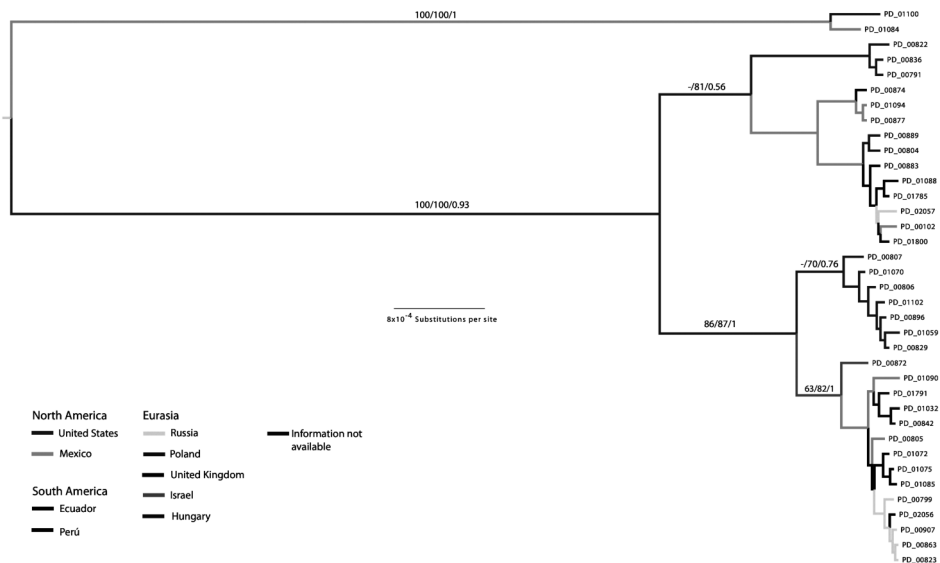 100/100/1
PD_01100
PD_01084
PD_00822
PD_00836
PD_00791
-/81/0.56
PD_00874
PD_01094
PD_00877
PD_00889
PD_00804
PD_00883
PD_01088
PD_01785
100/100/0.93
PD_02057
PD_00102
PD_01800
PD_00807
-/70/0.76
PD_01070
PD_00806
PD_01102
8x10⁻⁴ Substitutions per site
PD_00896
86/87/1
PD_01059
PD_00829
PD_00872
PD_01090
63/82/1
PD_01791
PD_01032
PD_00842
PD_00805
PD_01072
PD_01075
PD_01085
PD_00799
PD_02056
PD_00907
PD_00863
PD_00823
North America
United States
Mexico
South America
Ecuador
Perú
Eurasia
Russia
Poland
United Kingdom
Israel
Hungary
Information not
available